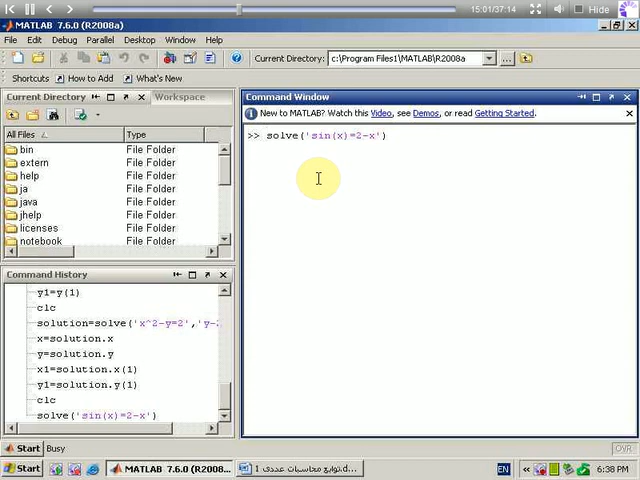 15:01/37:14
Hide
MATLAB 7.6.0 (R2008a)
File Edit Debug Parallel Desktop Window Help
Current Directory: c:\Program Files1\MATLAB\R2008a
Shortcuts How to Add What's New
Current Directory Workspace
All Files Type
bin File Folder
extern File Folder
help File Folder
ja File Folder
java File Folder
jhelp File Folder
licenses File Folder
notebook File Folder
Command History
y1=y(1)
clc
solution=solve('x^2-y=2','y-
x=solution.x
y=solution.y
x1=solution.x(1)
y1=solution.y(1)
clc
solve('sin(x)=2-x')
Command Window
New to MATLAB? Watch this Video, see Demos, or read Getting Started.
>> solve('sin(x)=2-x')
Start Busy
OVR
Start MATLAB 7.6.0 (R2008... توابع محاسبات عددی 1.d... EN 6:38 PM